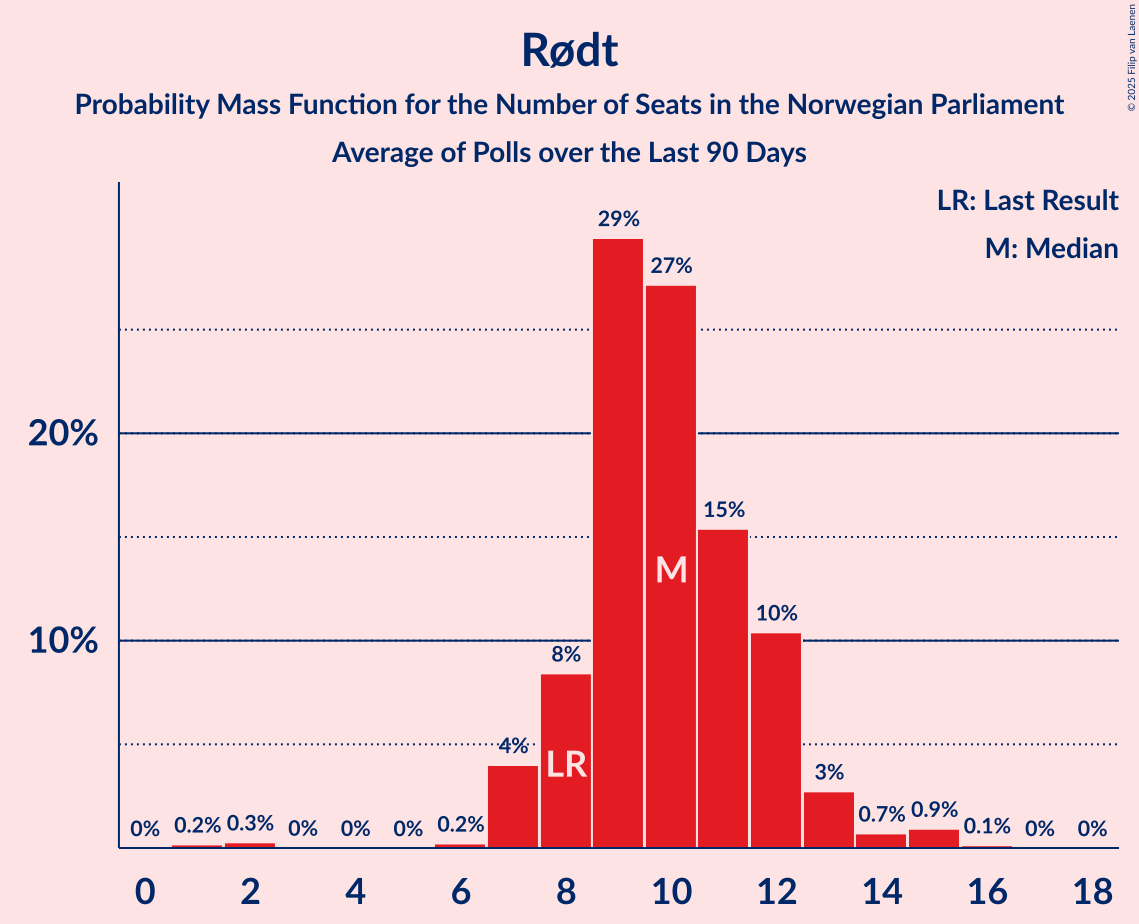 Rødt
Probability Mass Function for the Number of Seats in the Norwegian Parliament
Average of Polls over the Last 90 Days
© 2025 Filip van Laenen
LR: Last Result
M: Median
29%
27%
20%
15%
M
10%
10%
8%
LR
4%
3%
0% 0.2% 0.3% 0% 0% 0% 0.2% 0.7% 0.9% 0.1% 0% 0%
0 2 4 6 8 10 12 14 16 18